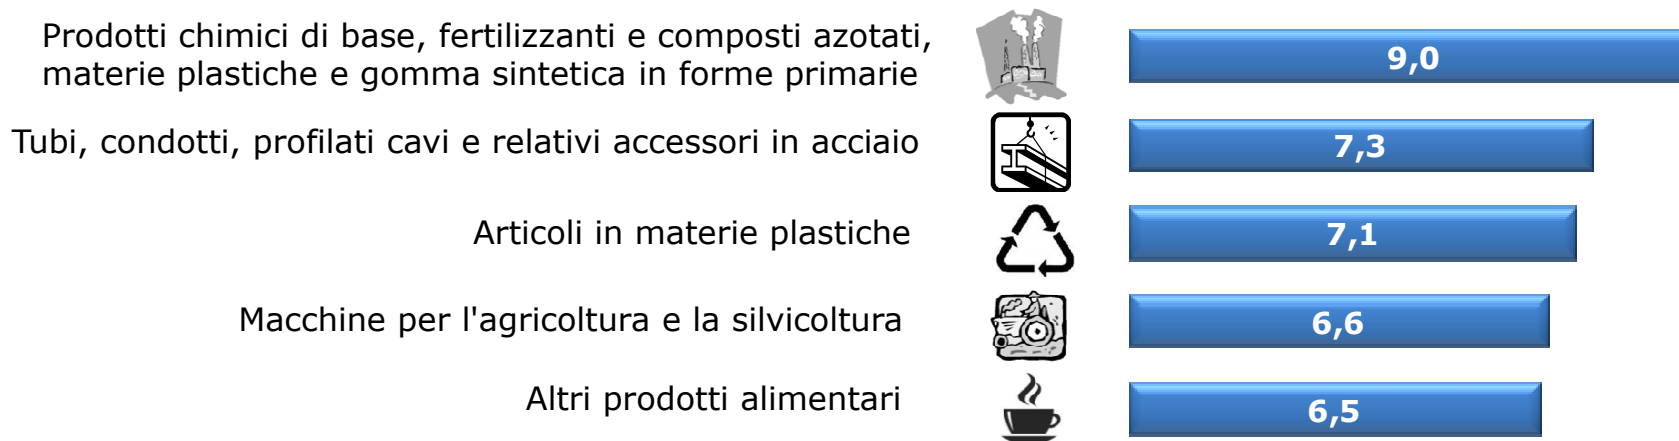 Prodotti chimici di base, fertilizzanti e composti azotati,
materie plastiche e gomma sintetica in forme primarie
9,0
Tubi, condotti, profilati cavi e relativi accessori in acciaio
7,3
Articoli in materie plastiche
7,1
Macchine per l'agricoltura e la silvicoltura
6,6
Altri prodotti alimentari
6,5